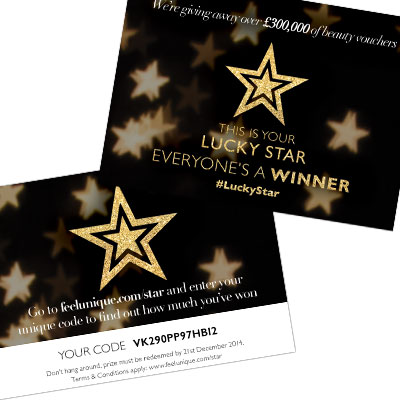 We're giving away over £300,000 of beauty vouchers
THIS IS YOUR
LUCKY STAR
EVERYONE'S A WINNER
#LuckyStar
Go to feelunique.com/star and enter your
unique code to find out how much you've won
YOUR CODE VK290PP97HB12
Don't hang around, prize must be redeemed by 21st December 2014.
Terms & Conditions apply: www.feelunique.com/star